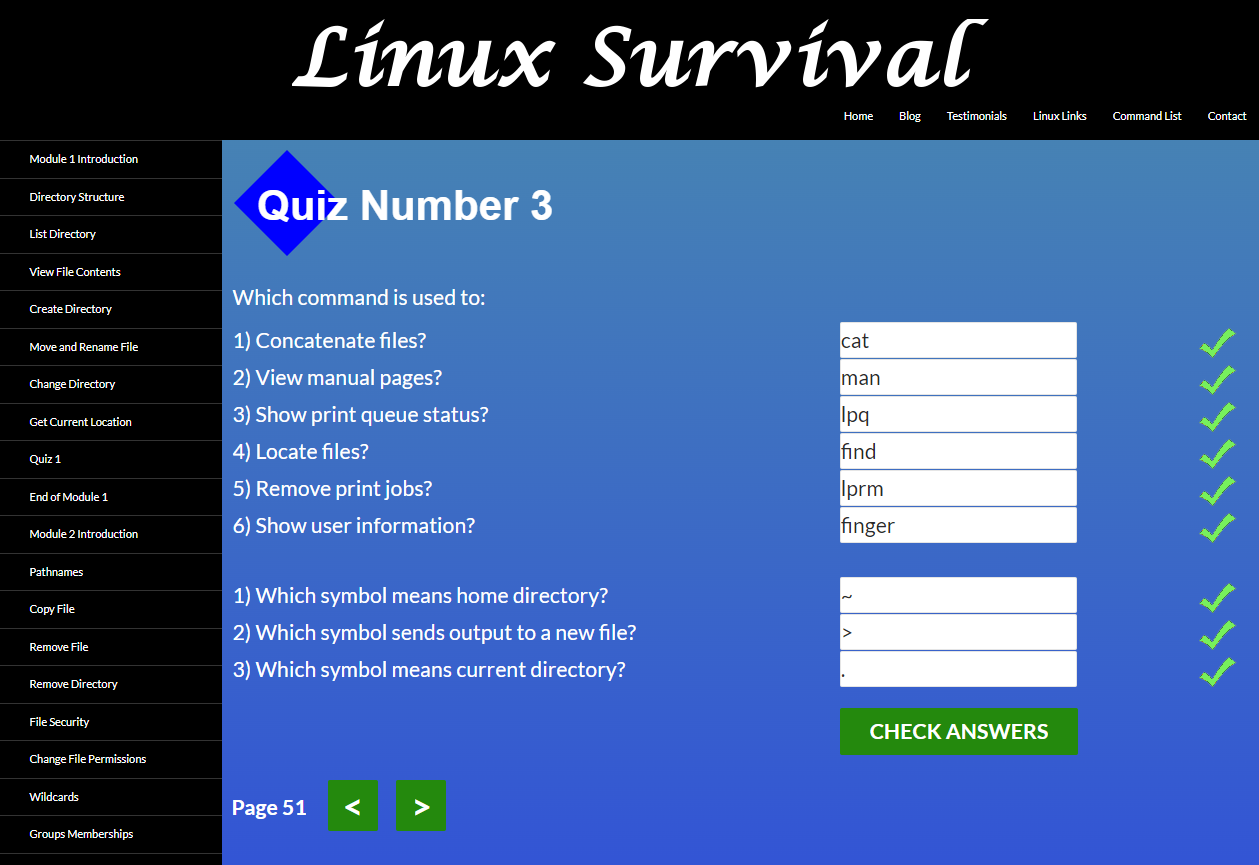 Linux Survival
Home Blog Testimonials Linux Links Command List Contact
Module 1 Introduction
Directory Structure
List Directory
View File Contents
Create Directory
Move and Rename File
Change Directory
Get Current Location
Quiz 1
End of Module 1
Module 2 Introduction
Pathnames
Copy File
Remove File
Remove Directory
File Security
Change File Permissions
Wildcards
Groups Memberships
Quiz Number 3
Which command is used to:
1) Concatenate files? cat
2) View manual pages? man
3) Show print queue status? lpq
4) Locate files? find
5) Remove print jobs? lprm
6) Show user information? finger
1) Which symbol means home directory? ~
2) Which symbol sends output to a new file? >
3) Which symbol means current directory? .
CHECK ANSWERS
Page 51 < >